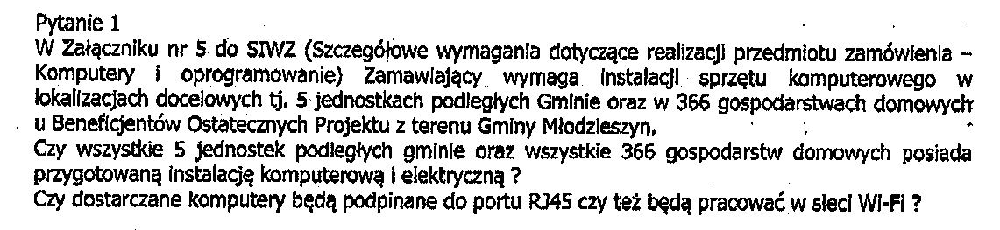 Pytanie 1
W Załączniku nr 5 do SIWZ (Szczegółowe wymagania dotyczące realizacji przedmiotu zamówienia –
Komputery i oprogramowanie) Zamawiający wymaga instalacji sprzętu komputerowego w
lokalizacjach docelowych tj. 5 jednostkach podległych Gminie oraz w 366 gospodarstwach domowych
u Beneficjentów Ostatecznych Projektu z terenu Gminy Młodzieszyn.
Czy wszystkie 5 jednostek podległych gminie oraz wszystkie 366 gospodarstw domowych posiada
przygotowaną instalację komputerową i elektryczną ?
Czy dostarczane komputery będą podpinane do portu RJ45 czy też będą pracować w sieci Wi-Fi ?